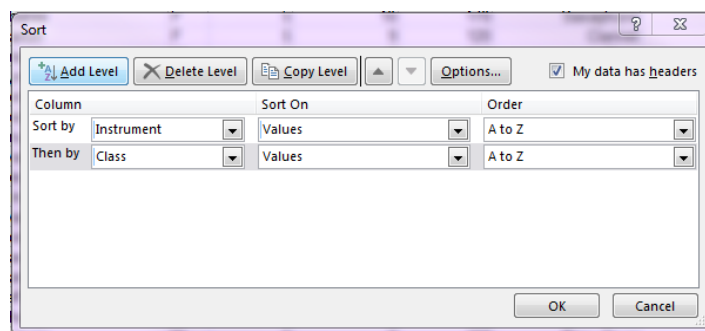 Sort
Add Level Delete Level Copy Level Options... My data has headers
Column Sort On Order
Sort by Instrument Values A to Z
Then by Class Values A to Z
OK Cancel